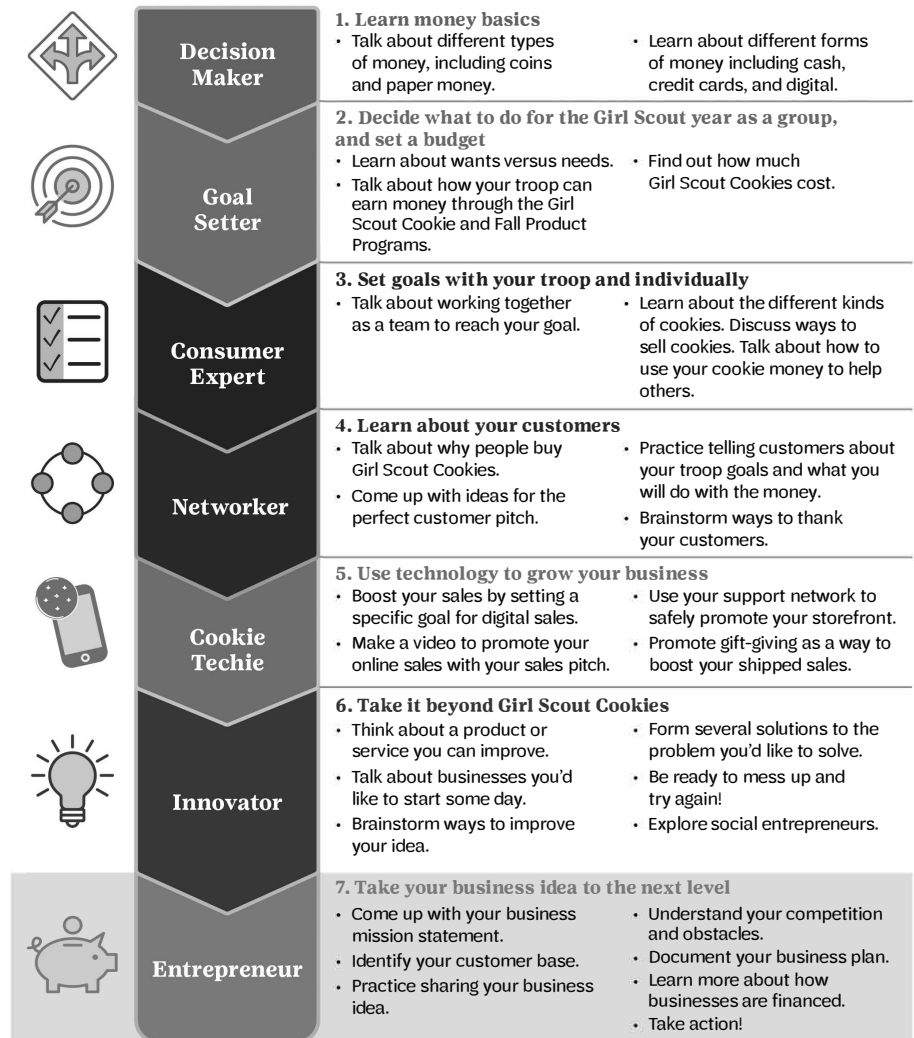 Decision
Maker
1. Learn money basics
• Talk about different types
of money, including coins
and paper money.
• Learn about different forms
of money including cash,
credit cards, and digital.
Goal
Setter
2. Decide what to do for the Girl Scout year as a group,
and set a budget
• Learn about wants versus needs.
• Talk about how your troop can
earn money through the Girl
Scout Cookie and Fall Product
Programs.
• Find out how much
Girl Scout Cookies cost.
Consumer
Expert
3. Set goals with your troop and individually
• Talk about working together
as a team to reach your goal.
• Learn about the different kinds
of cookies. Discuss ways to
sell cookies. Talk about how to
use your cookie money to help
others.
Networker
4. Learn about your customers
• Talk about why people buy
Girl Scout Cookies.
• Come up with ideas for the
perfect customer pitch.
• Practice telling customers about
your troop goals and what you
will do with the money.
• Brainstorm ways to thank
your customers.
Cookie
Techie
5. Use technology to grow your business
• Boost your sales by setting a
specific goal for digital sales.
• Make a video to promote your
online sales with your sales pitch.
• Use your support network to
safely promote your storefront.
• Promote gift-giving as a way to
boost your shipped sales.
Innovator
6. Take it beyond Girl Scout Cookies
• Think about a product or
service you can improve.
• Talk about businesses you'd
like to start some day.
• Brainstorm ways to improve
your idea.
• Form several solutions to the
problem you'd like to solve.
• Be ready to mess up and
try again!
• Explore social entrepreneurs.
Entrepreneur
7. Take your business idea to the next level
• Come up with your business
mission statement.
• Identify your customer base.
• Practice sharing your business
idea.
• Understand your competition
and obstacles.
• Document your business plan.
• Learn more about how
businesses are financed.
• Take action!